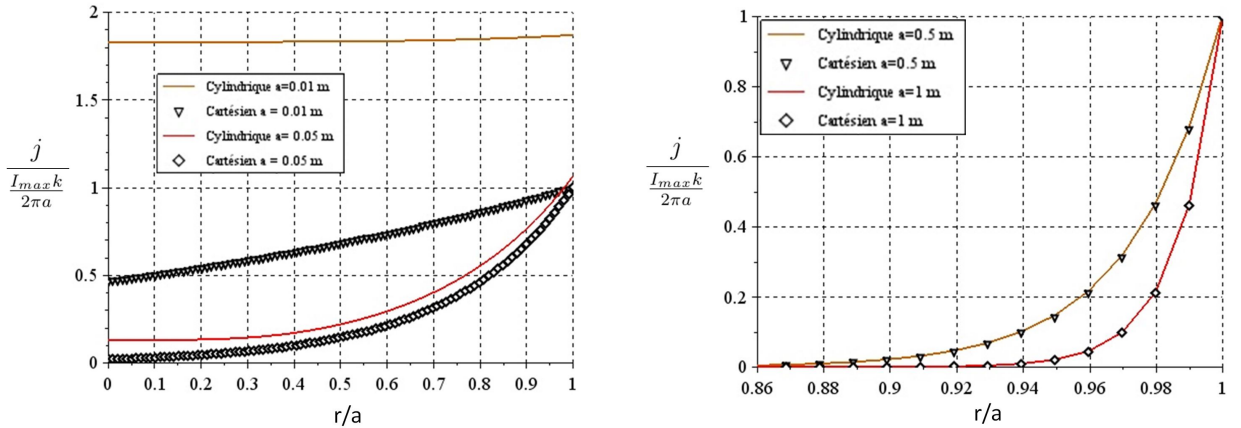 2
1.5
1
0.5
0
0 0.1 0.2 0.3 0.4 0.5 0.6 0.7 0.8 0.9 1
r/a
j
I_max k
2πa
Cylindrique a=0.01 m
Cartésien a = 0.01 m
Cylindrique a= 0.05 m
Cartésien a = 0.05 m
1
0.8
0.6
0.4
0.2
0
0.86 0.88 0.9 0.92 0.94 0.96 0.98 1
r/a
j
I_max k
2πa
Cylindrique a=0.5 m
Cartésien a=0.5 m
Cylindrique a=1 m
Cartésien a=1 m